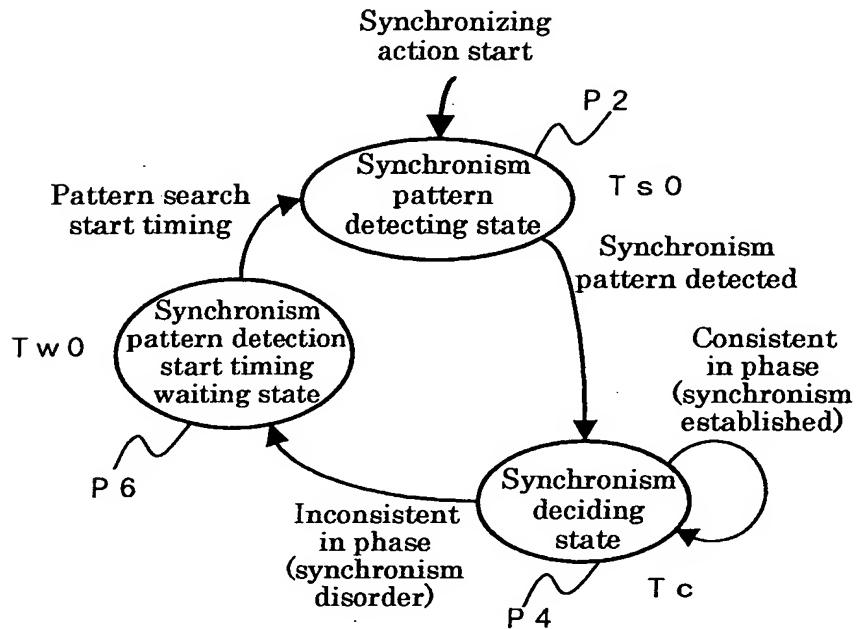 Synchronizing
action start
P 2
Synchronism
pattern
detecting state
T s 0
Pattern search
start timing
Synchronism
pattern detected
Synchronism
pattern detection
start timing
waiting state
T w 0
P 6
Consistent
in phase
(synchronism
established)
Synchronism
deciding
state
Inconsistent
in phase
(synchronism
disorder)
P 4
T c